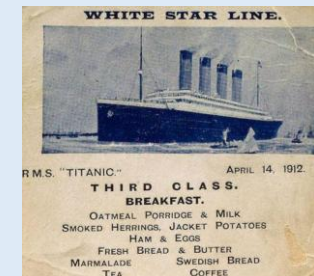 WHITE STAR LINE.
R.M.S. "TITANIC." APRIL 14, 1912.
THIRD CLASS.
BREAKFAST.
OATMEAL PORRIDGE & MILK
SMOKED HERRINGS, JACKET POTATOES
HAM & EGGS
FRESH BREAD & BUTTER
MARMALADE SWEDISH BREAD
TEA COFFEE